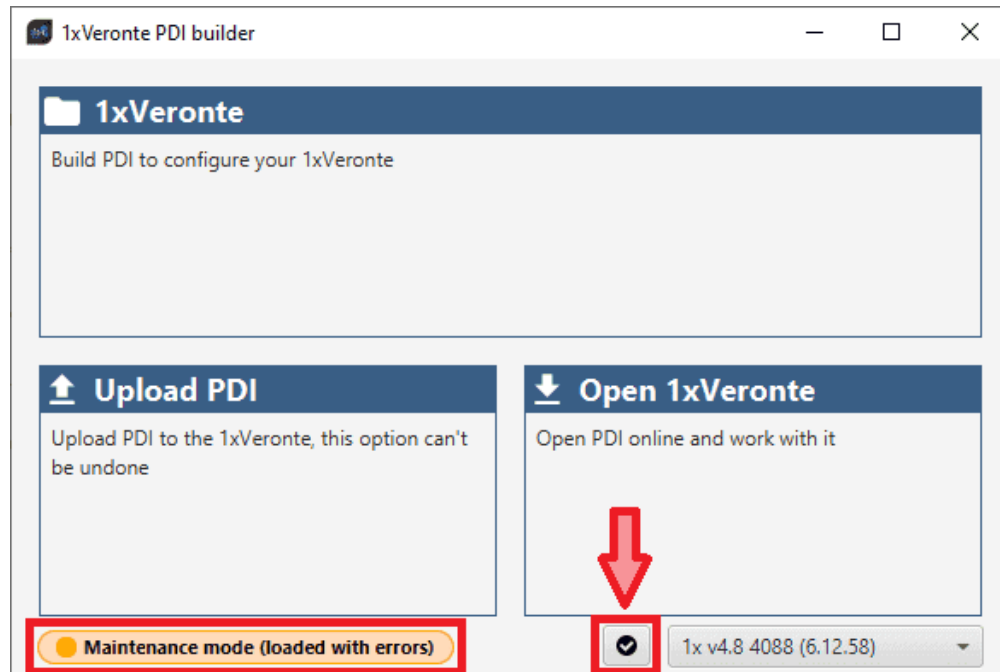 1xVeronte PDI builder
1xVeronte
Build PDI to configure your 1xVeronte
Upload PDI
Upload PDI to the 1xVeronte, this option can't
be undone
Open 1xVeronte
Open PDI online and work with it
Maintenance mode (loaded with errors)
1x v4.8 4088 (6.12.58)